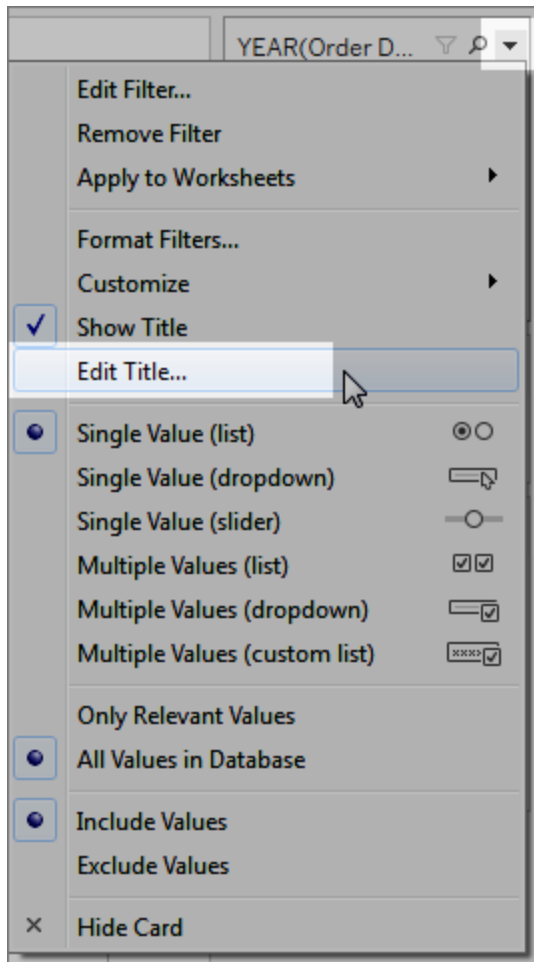 YEAR(Order D...
Edit Filter...
Remove Filter
Apply to Worksheets
Format Filters...
Customize
Show Title
Edit Title...
Single Value (list)
Single Value (dropdown)
Single Value (slider)
Multiple Values (list)
Multiple Values (dropdown)
Multiple Values (custom list)
Only Relevant Values
All Values in Database
Include Values
Exclude Values
Hide Card